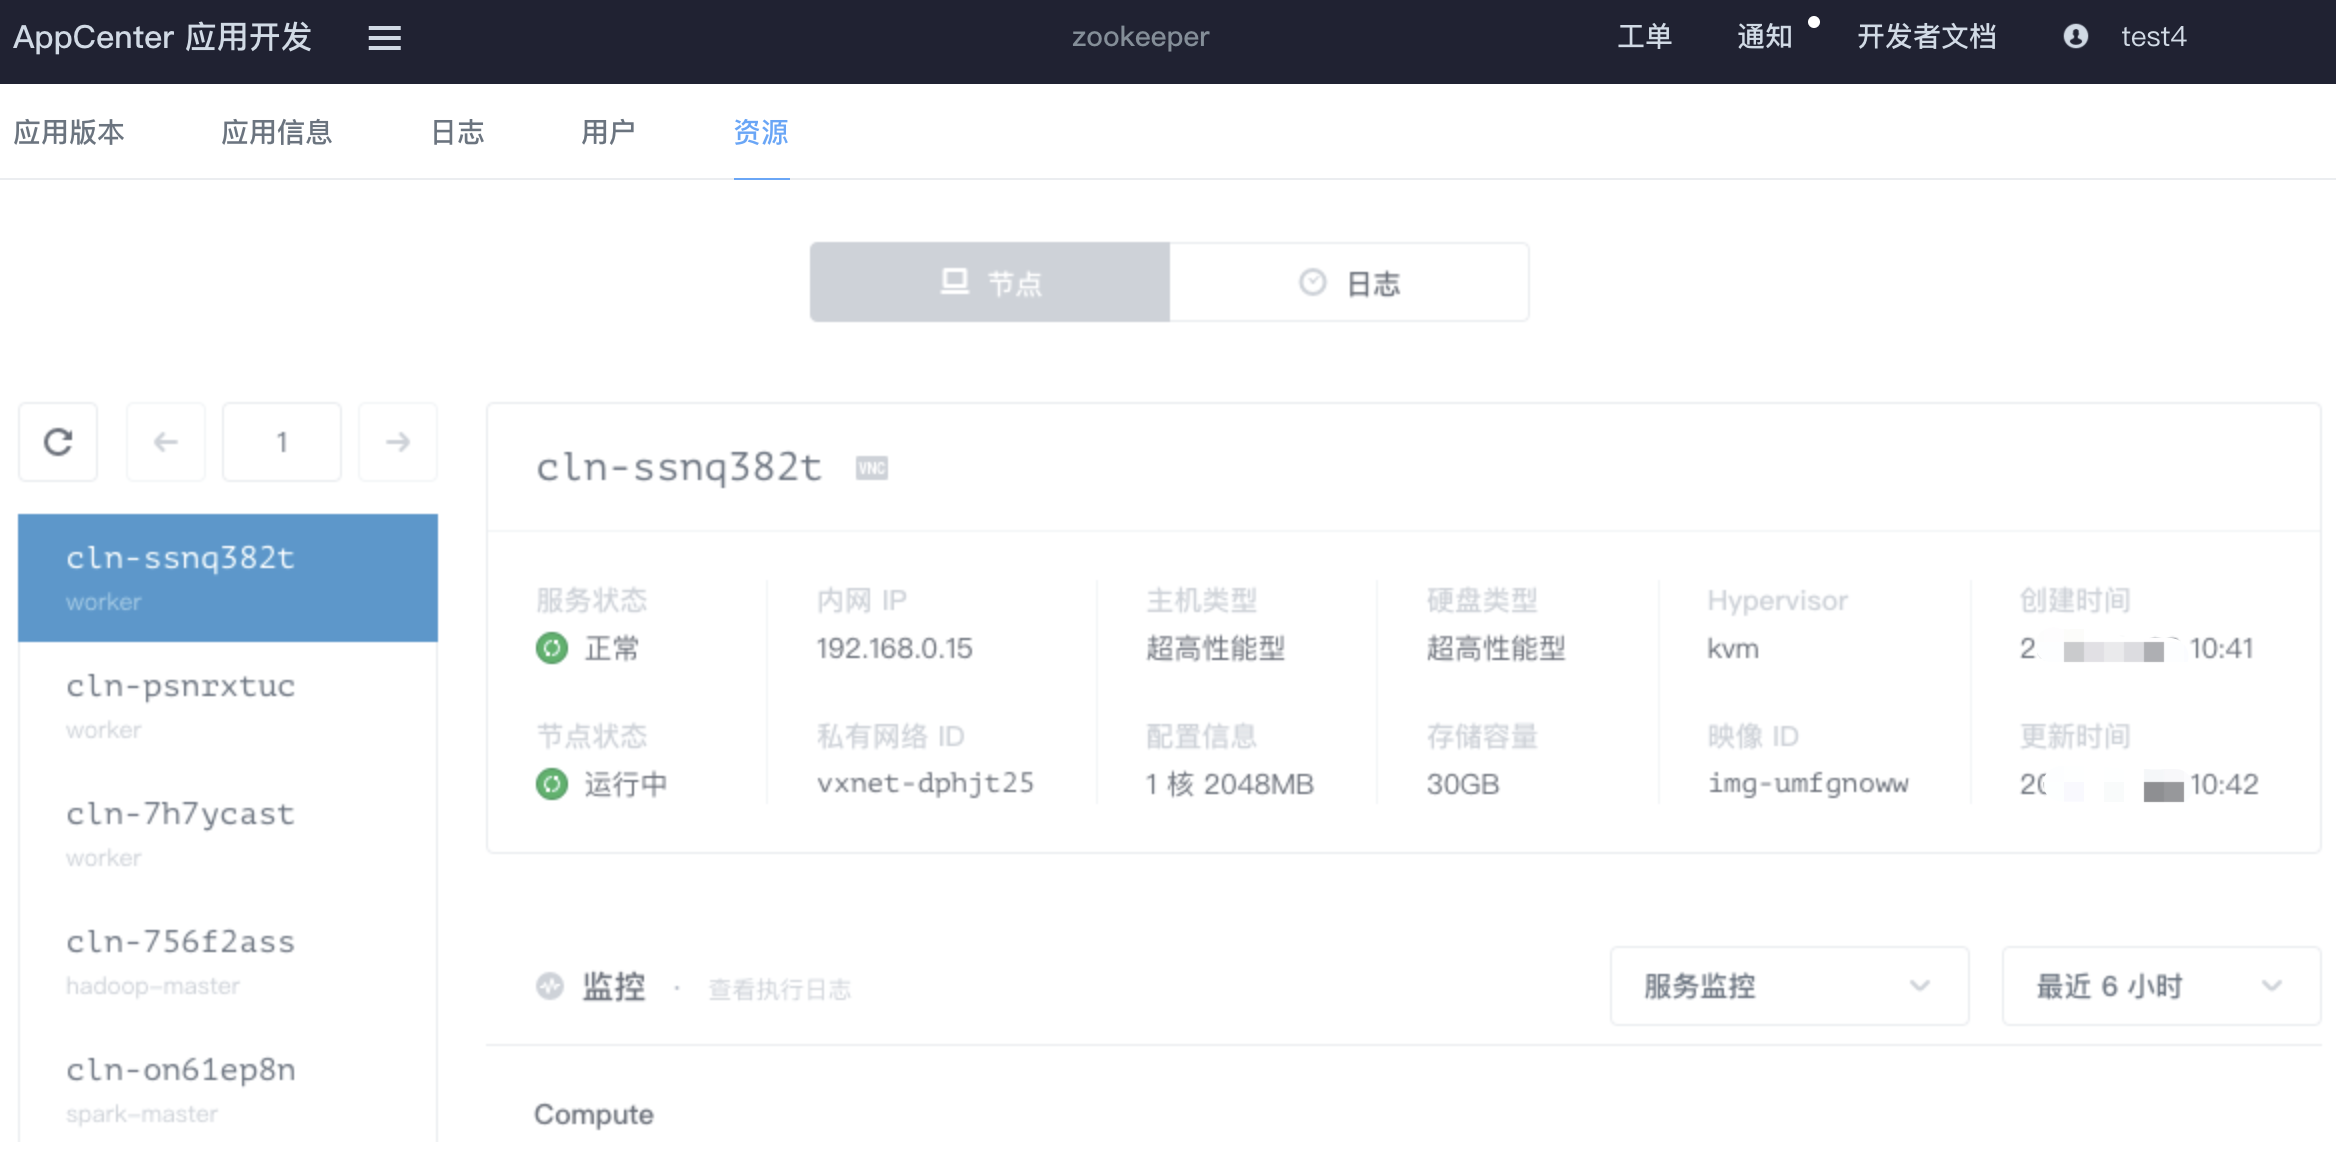 AppCenter 应用开发
zookeeper
工单
通知
开发者文档
test4
应用版本
应用信息
日志
用户
资源
节点
日志
1
cln-ssnq382t
worker
cln-psnrxtuc
worker
cln-7h7ycast
worker
cln-756f2ass
hadoop-master
cln-on61ep8n
spark-master
cln-ssnq382t VNC
服务状态
正常
内网 IP
192.168.0.15
主机类型
超高性能型
硬盘类型
超高性能型
Hypervisor
kvm
创建时间
2 10:41
节点状态
运行中
私有网络 ID
vxnet-dphjt25
配置信息
1 核 2048MB
存储容量
30GB
映像 ID
img-umfgnoww
更新时间
20 10:42
监控 · 查看执行日志
服务监控
最近 6 小时
Compute